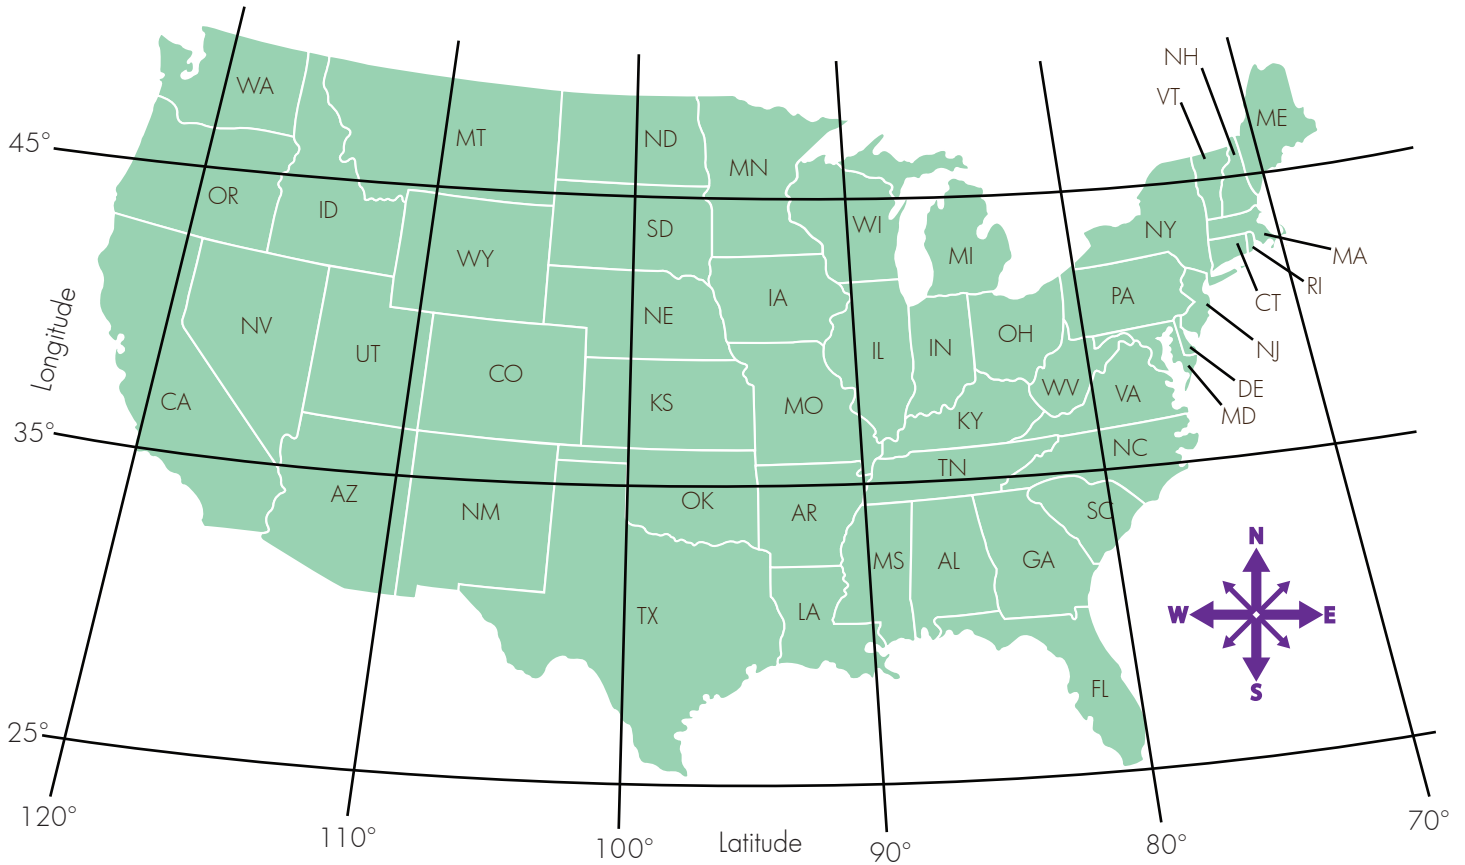 NH
VT
WA
ME
MT
ND
MN
45°
OR
ID
SD
WI
NY
MA
WY
MI
RI
IA
PA
CT
NE
NV
OH
NJ
UT
IL
IN
CO
Longitude
DE
WV
VA
CA
KS
MO
MD
KY
35°
NC
TN
AZ
OK
NM
AR
SC
N
MS
AL
GA
TX
LA
W
E
FL
S
25°
120°
110°
100°
Latitude
90°
80°
70°